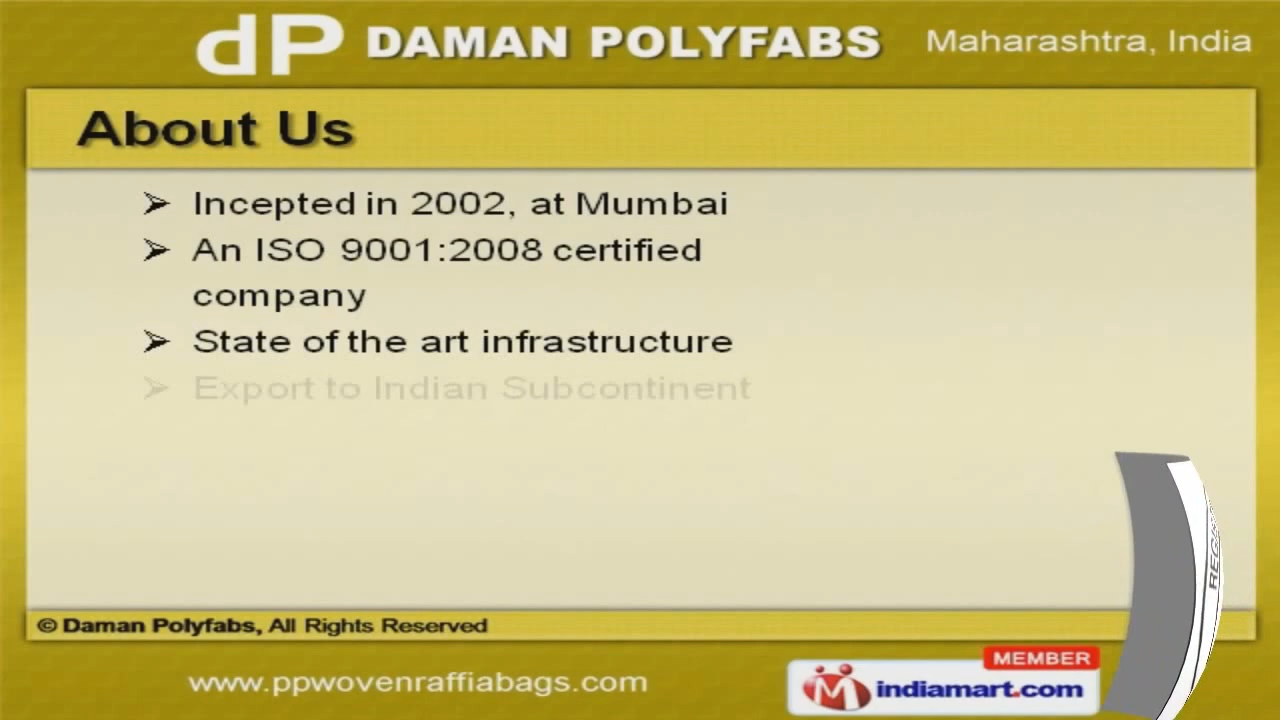 dP DAMAN POLYFABS Maharashtra, India
About Us
➢ Incepted in 2002, at Mumbai
➢ An ISO 9001:2008 certified
company
➢ State of the art infrastructure
➢ Export to Indian Subcontinent
© Daman Polyfabs, All Rights Reserved
www.ppwovenraffiabags.com
MEMBER
indiamart.com